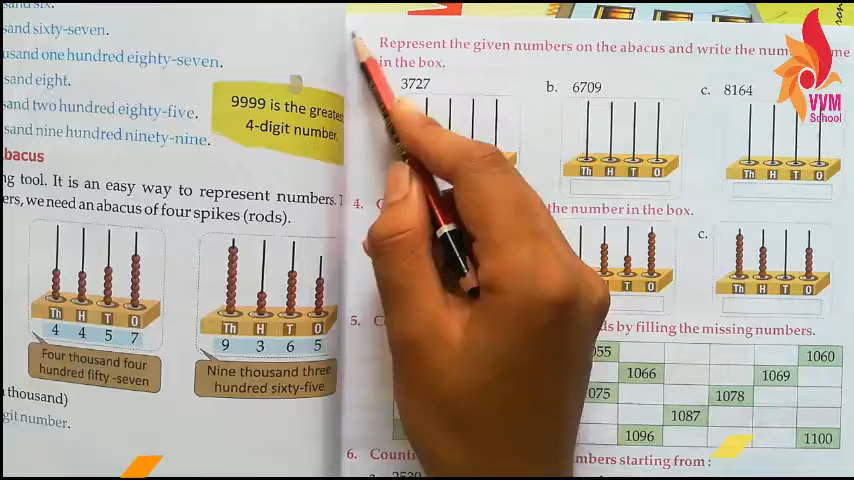 sand six.
sand sixty-seven.
usand one hundred eighty-seven.
sand eight.
sand two hundred eighty-five.
sand nine hundred ninety-nine.
9999 is the greatest
4-digit number.
bacus
ng tool. It is an easy way to represent numbers.
ers, we need an abacus of four spikes (rods).
Th H T O
4 4 5 7
Four thousand four
hundred fifty-seven
Th H T O
9 3 6 5
Nine thousand three
hundred sixty-five
thousand)
git number.
Represent the given numbers on the abacus and write the num me
in the box.
3727
b. 6709
c. 8164
Th H T O
Th H T O
4.
the number in the box.
c.
T O
Th H T O
5. ds by filling the missing numbers.
055 1060
1066 1069
075 1078
1087
1096 1100
6. Count mbers starting from :
VVM
School